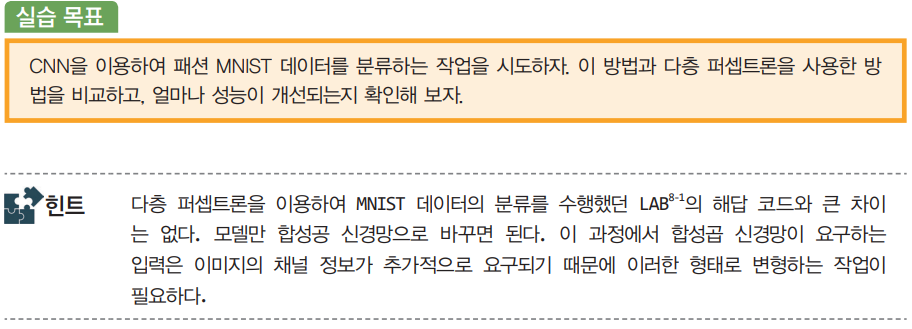 실습 목표
CNN을 이용하여 패션 MNIST 데이터를 분류하는 작업을 시도하자. 이 방법과 다층 퍼셉트론을 사용한 방
법을 비교하고, 얼마나 성능이 개선되는지 확인해 보자.
힌트
다층 퍼셉트론을 이용하여 MNIST 데이터의 분류를 수행했던 LAB⁸⁻¹의 해답 코드와 큰 차이
는 없다. 모델만 합성공 신경망으로 바꾸면 된다. 이 과정에서 합성곱 신경망이 요구하는
입력은 이미지의 채널 정보가 추가적으로 요구되기 때문에 이러한 형태로 변형하는 작업이
필요하다.